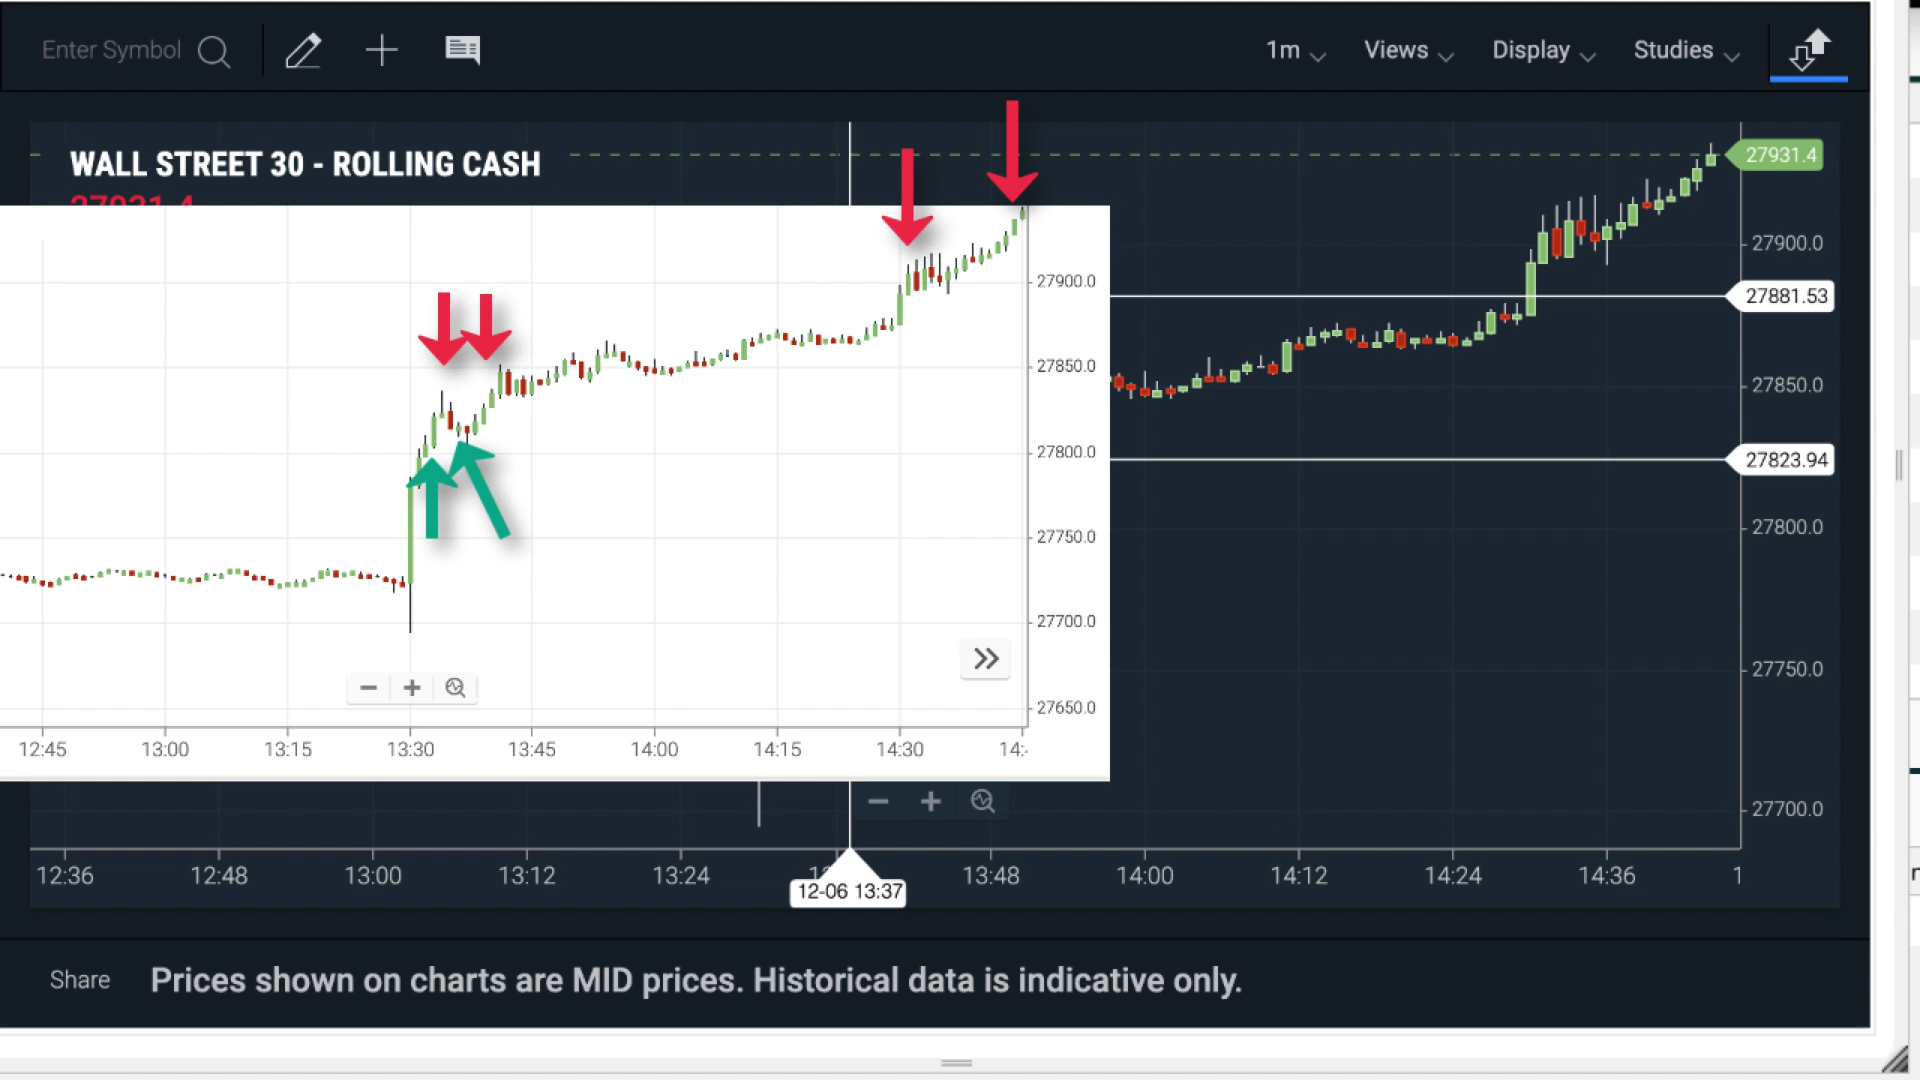 Enter Symbol
1m Views Display Studies
WALL STREET 30 - ROLLING CASH
27931.4
27931.4
27900.0
27881.53
27850.0
27823.94
27800.0
27750.0
27700.0
27900.0
27850.0
27800.0
27750.0
27700.0
27650.0
12:45 13:00 13:15 13:30 13:45 14:00 14:15 14:30 14:
12:36 12:48 13:00 13:12 13:24 13:48 14:00 14:12 14:24 14:36 1
12-06 13:37
Share Prices shown on charts are MID prices. Historical data is indicative only.